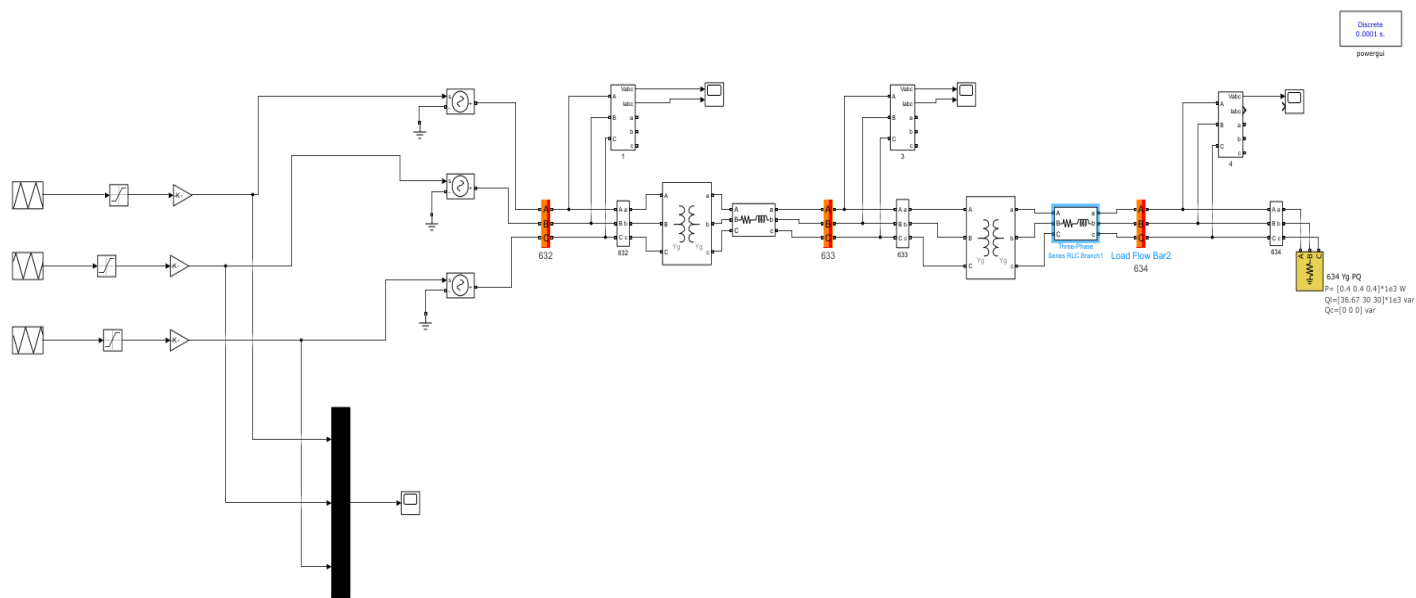 Discrete
0.0001 s.
powergui
s
-
+
A
B
C
Vabc
Iabc
a
b
c
1
A
B
C
Vabc
Iabc
a
b
c
3
A
B
C
Vabc
Iabc
a
b
c
4
-K-
s
-
+
-K-
-K-
s
-
+
A
B
C
632
A a
B b
C c
632
A
B
C
a
b
c
Yg
Yg
A
B
C
a
b
c
A
B
C
633
A a
B b
C c
633
A
B
C
a
b
c
Yg
Yg
A
B
C
a
b
c
Three-Phase
Series RLC Branch1
A
B
C
Load Flow Bar2
634
A a
B b
C c
634
A
B
C
634 Yg PQ
P= [0.4 0.4 0.4]*1e3 W
Ql=[36.67 30 30]*1e3 var
Qc=[0 0 0] var